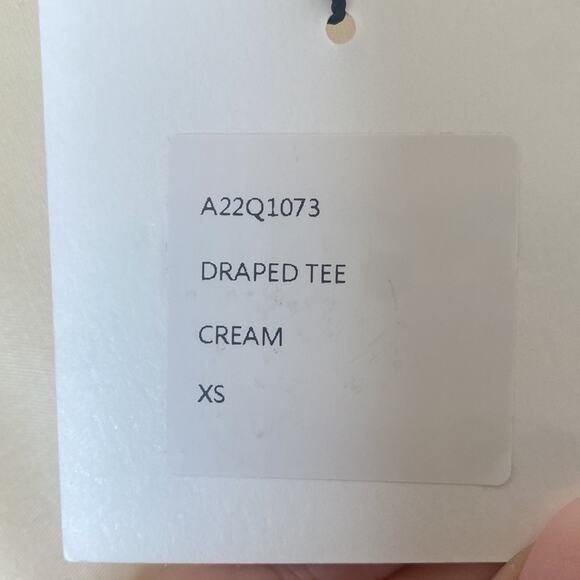 A22Q1073
DRAPED TEE
CREAM
XS